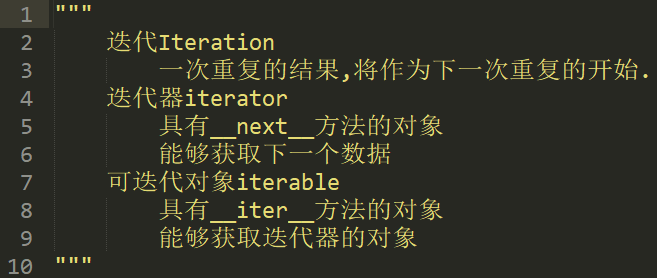 1 """
2 迭代Iteration
3 一次重复的结果,将作为下一次重复的开始.
4 迭代器iterator
5 具有__next__方法的对象
6 能够获取下一个数据
7 可迭代对象iterable
8 具有__iter__方法的对象
9 能够获取迭代器的对象
10 """